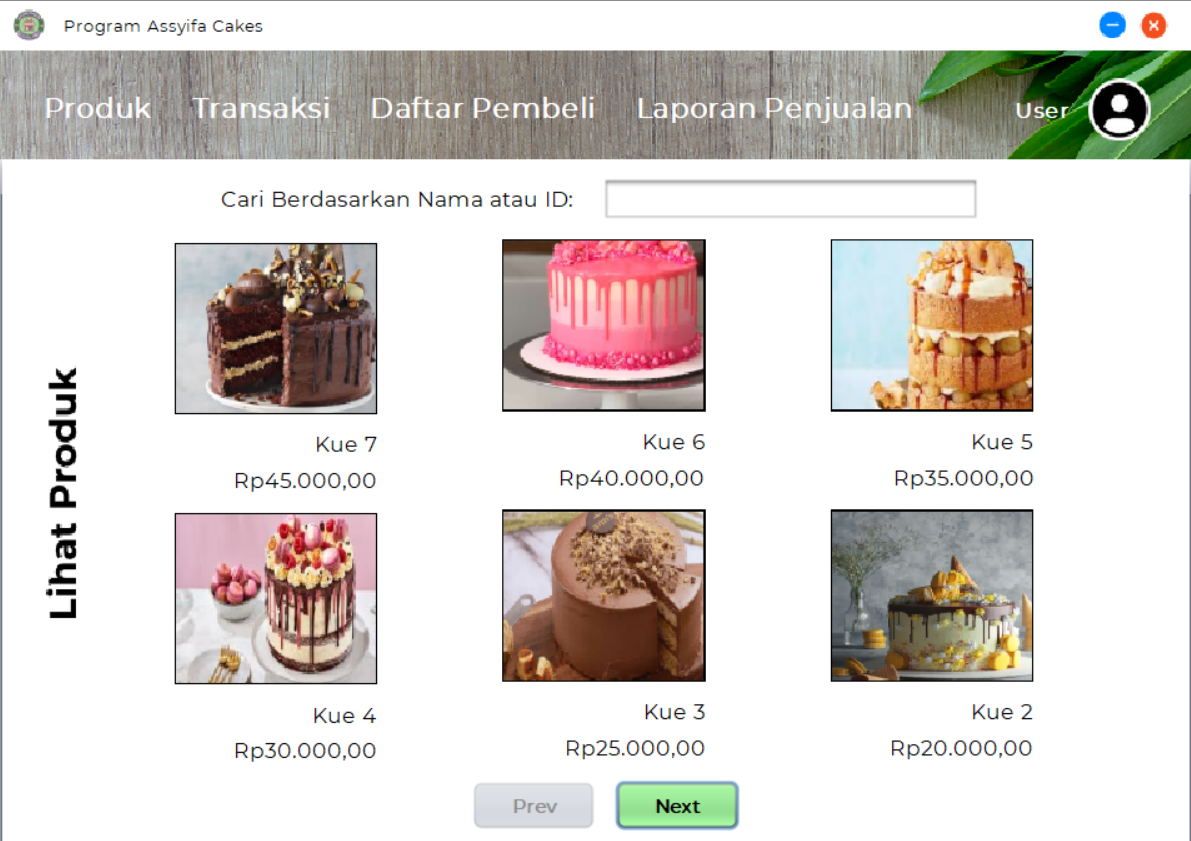 Program Assyifa Cakes
Produk Transaksi Daftar Pembeli Laporan Penjualan User
Cari Berdasarkan Nama atau ID:
Lihat Produk
Kue 7 Kue 6 Kue 5
Rp45.000,00 Rp40.000,00 Rp35.000,00
Kue 4 Kue 3 Kue 2
Rp30.000,00 Rp25.000,00 Rp20.000,00
Prev Next